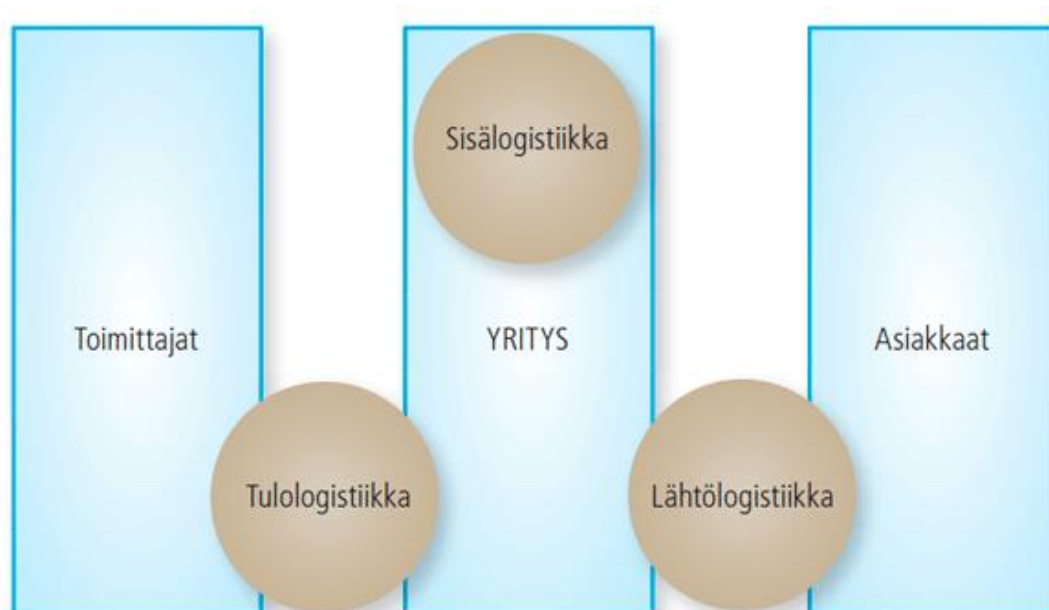 Sisälogistiikka
Toimittajat
YRITYS
Asiakkaat
Tulologistiikka
Lähtölogistiikka